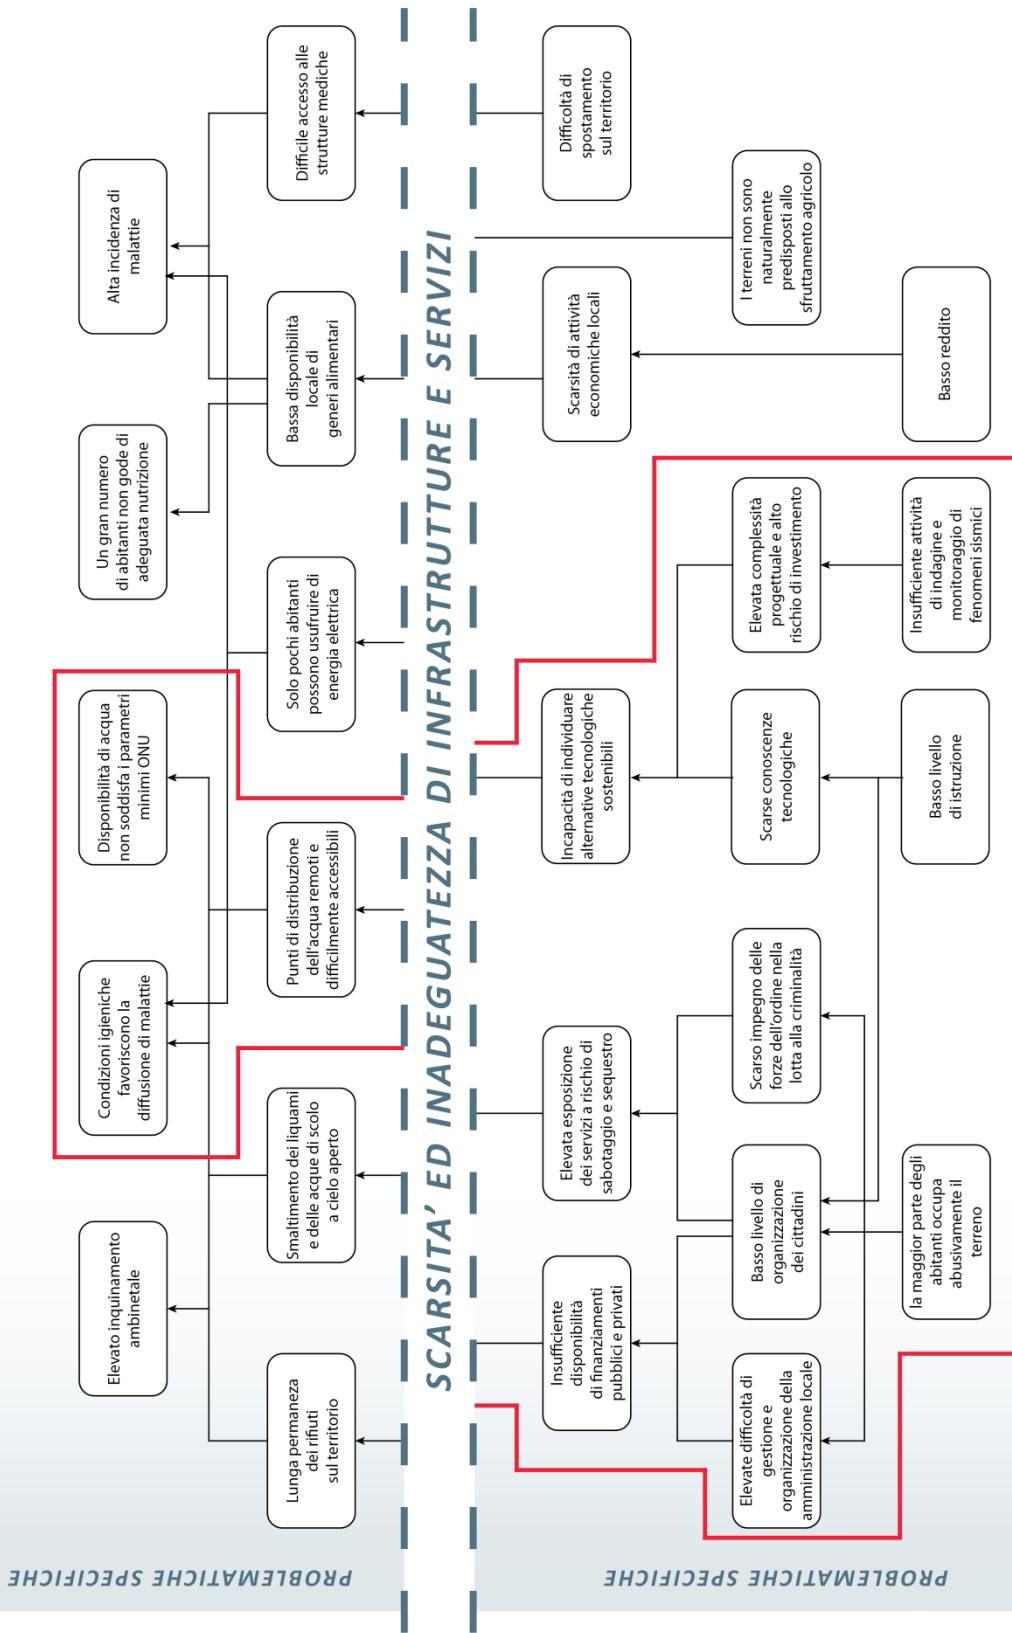 PROBLEMATICHE SPECIFICHE
Elevato inquinamento
ambinetale
Condizioni igieniche
favoriscono la
diffusione di malattie
Disponibilità di acqua
non soddisfa i parametri
minimi ONU
Un gran numero
di abitanti non gode di
adeguata nutrizione
Alta incidenza di
malattie
Lunga permaneza
dei rifiuti
sul territorio
Smaltimento dei liquami
e delle acque di scolo
a cielo aperto
Punti di distribuzione
dell'acqua remoti e
difficilmente accessibili
Solo pochi abitanti
possono usufruire di
energia elettrica
Bassa disponibilità
locale di
generi alimentari
Difficile accesso alle
strutture mediche
SCARSITA' ED INADEGUATEZZA DI INFRASTRUTTURE E SERVIZI
PROBLEMATICHE SPECIFICHE
Insufficiente
disponibilità
di finanziamenti
pubblici e privati
Elevata esposizione
dei servizi a rischio di
sabotaggio e sequestro
Incapacità di individuare
alternative tecnologiche
sostenibili
Scarsità di attività
economiche locali
Difficoltà di
spostamento
sul territorio
Elevate difficoltà di
gestione e
organizzazione della
amministrazione locale
Basso livello di
organizzazione
dei cittadini
Scarso impegno delle
forze dell'ordine nella
lotta alla criminalità
Scarse conoscenze
tecnologiche
Elevata complessità
progettuale e alto
rischio di investimento
I terreni non sono
naturalmente
predisposti allo
sfruttamento agricolo
la maggior parte degli
abitanti occupa
abusivamente il
terreno
Basso livello
di istruzione
Insufficiente attività
di indagine e
monitoraggio di
fenomeni sismici
Basso reddito